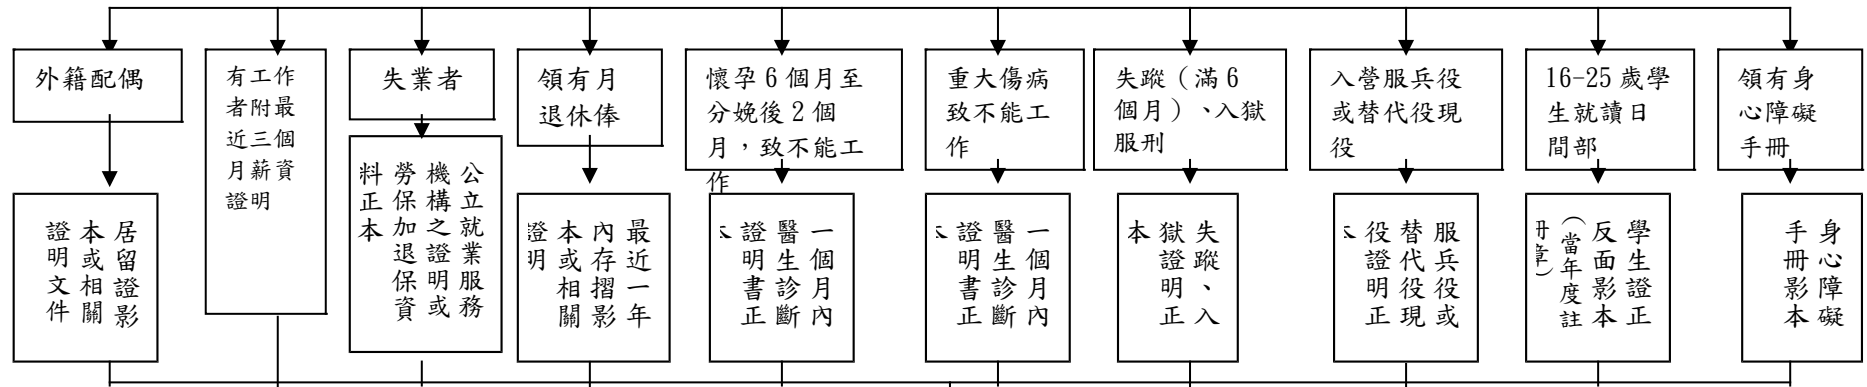 外籍配偶
有工作
者附最
近三個
月薪資
證明
失業者
領有月
退休俸
懷孕6個月至
分娩後2個
月，致不能工
作
重大傷病
致不能工
作
失蹤（滿6
個月）、入獄
服刑
入營服兵役
或替代役現
役
16-25歲學
生就讀日
間部
領有身
心障礙
手冊
居留證影
本或相關
證明文件
公立就業服務
機構之證明或
勞保加退保資
料正本
最近一年
內存摺影
本或相關
證明
一個月內
醫生診斷
證明書正
本
一個月內
醫生診斷
證明書正
本
失蹤、入
獄證明正
本
服兵役或
替代役現
役證明正
本
學生證正
反面影本
（當年度註
冊章）
身心障礙
手冊影本